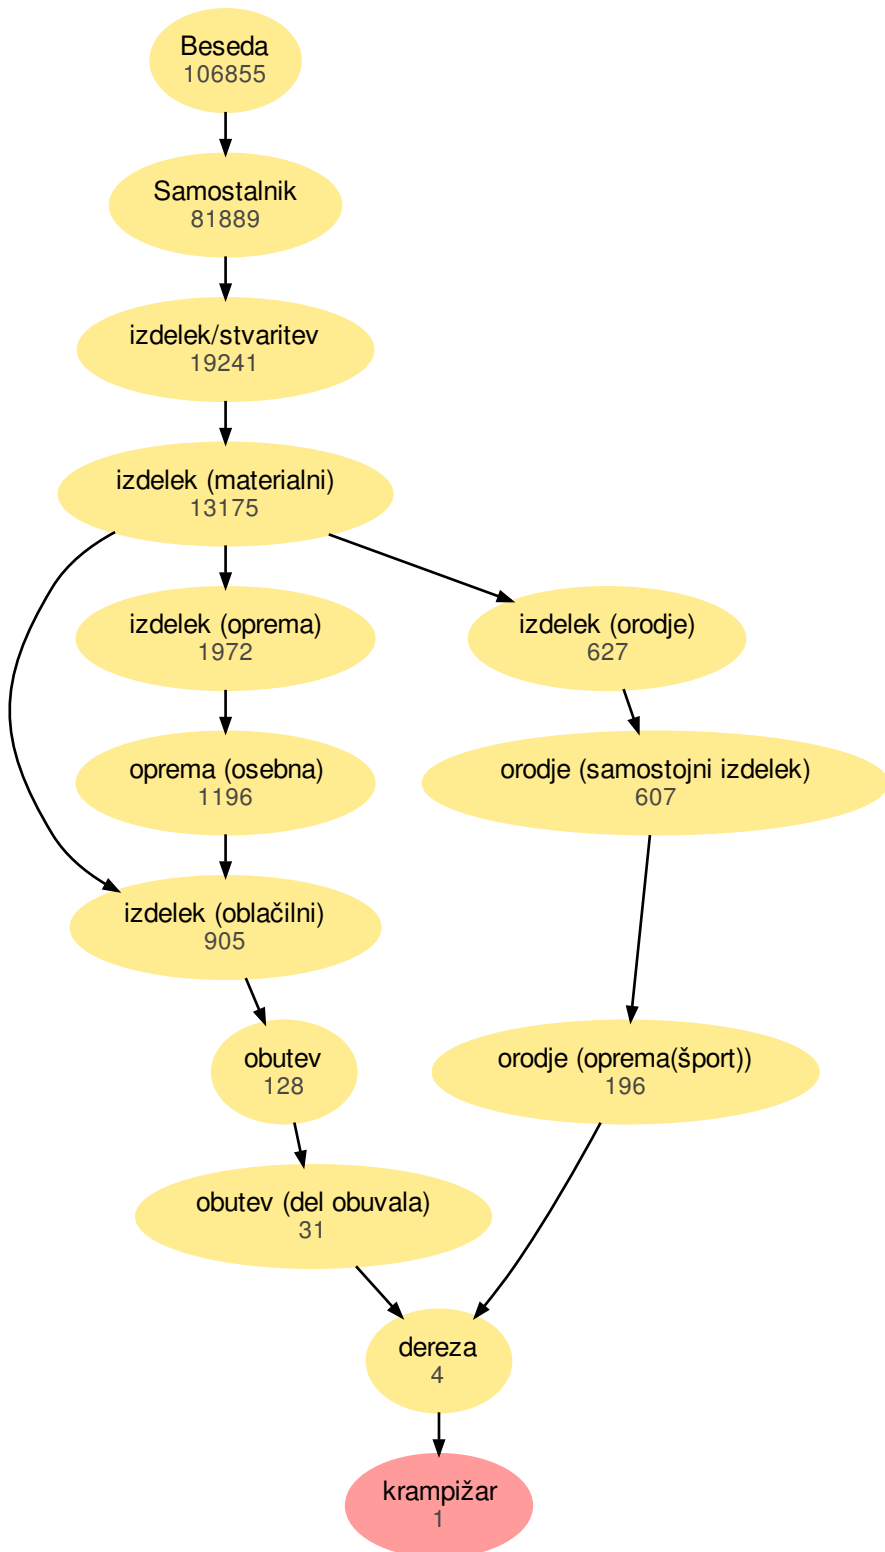 Beseda
106855
Samostalnik
81889
izdelek/stvaritev
19241
izdelek (materialni)
13175
izdelek (oprema)
1972
izdelek (orodje)
627
oprema (osebna)
1196
orodje (samostojni izdelek)
607
izdelek (oblačilni)
905
obutev
128
orodje (oprema(šport))
196
obutev (del obuvala)
31
dereza
4
krampižar
1